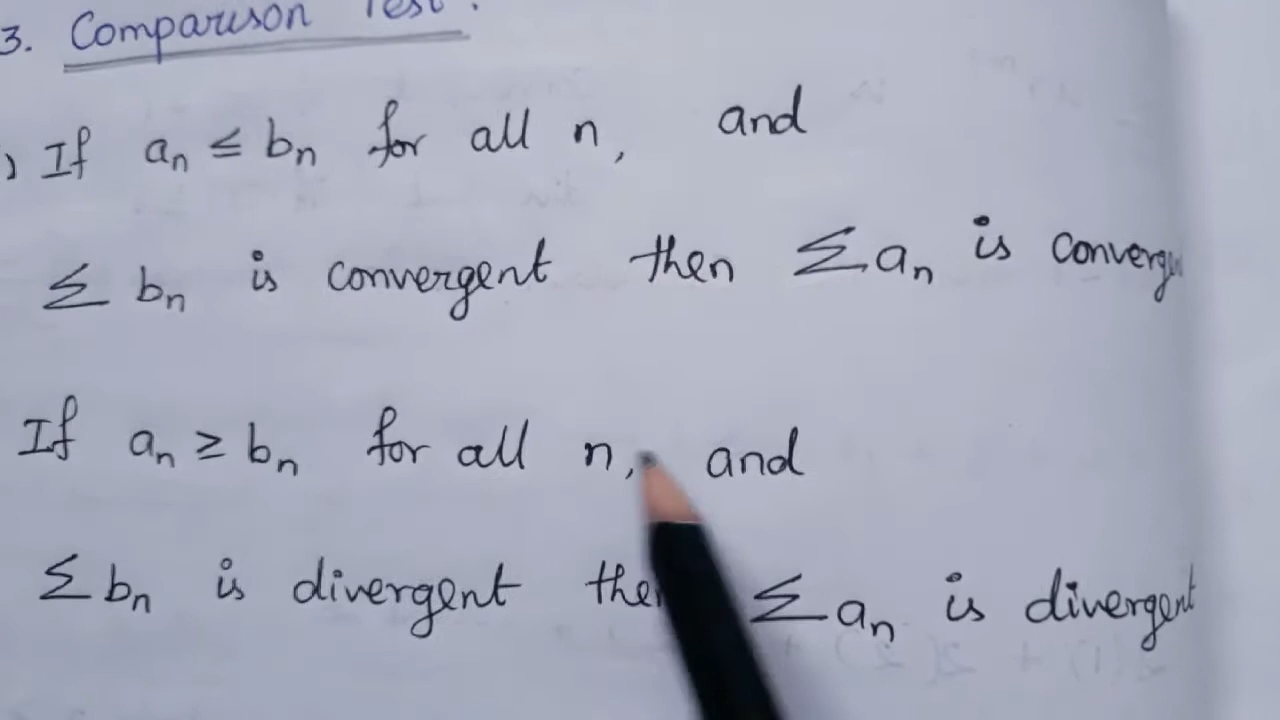 3. Comparison Test.
) If aₙ ≤ bₙ for all n, and
Σ bₙ is convergent then Σ aₙ is
If aₙ ≥ bₙ for all n, and
Σ bₙ is divergent then Σ aₙ is divergent